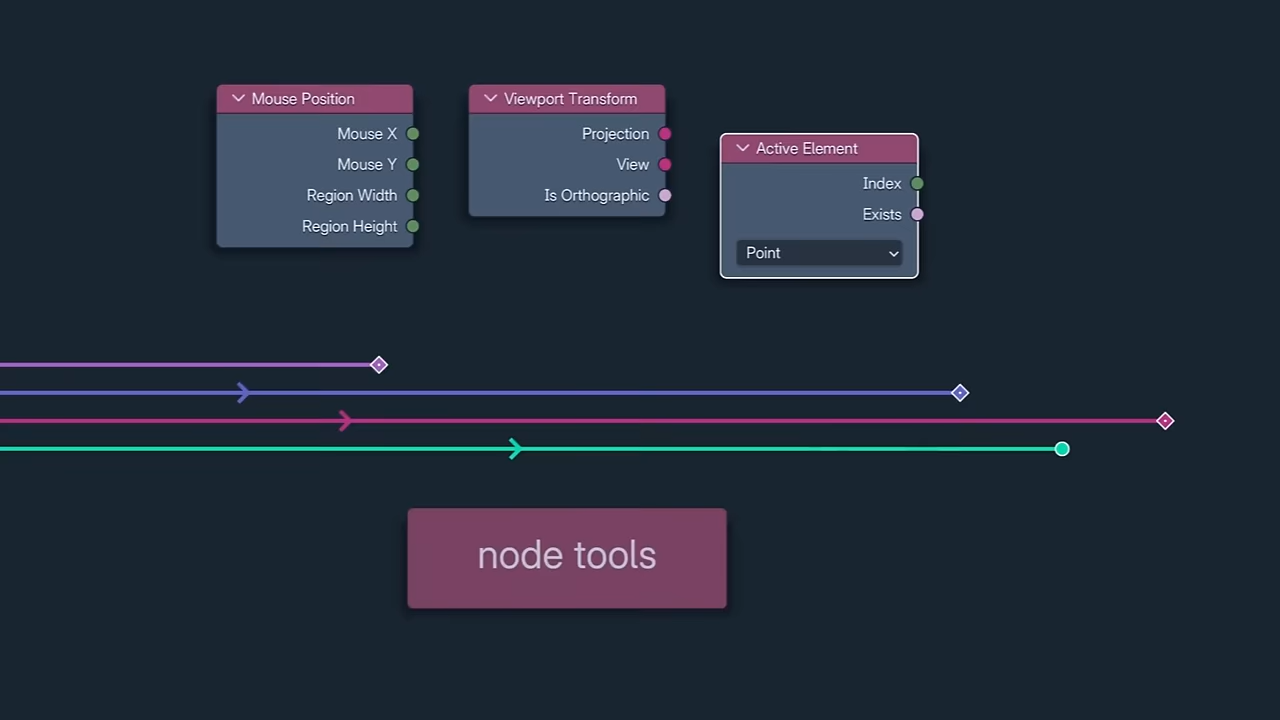 Mouse Position
Mouse X
Mouse Y
Region Width
Region Height
Viewport Transform
Projection
View
Is Orthographic
Active Element
Index
Exists
Point
node tools